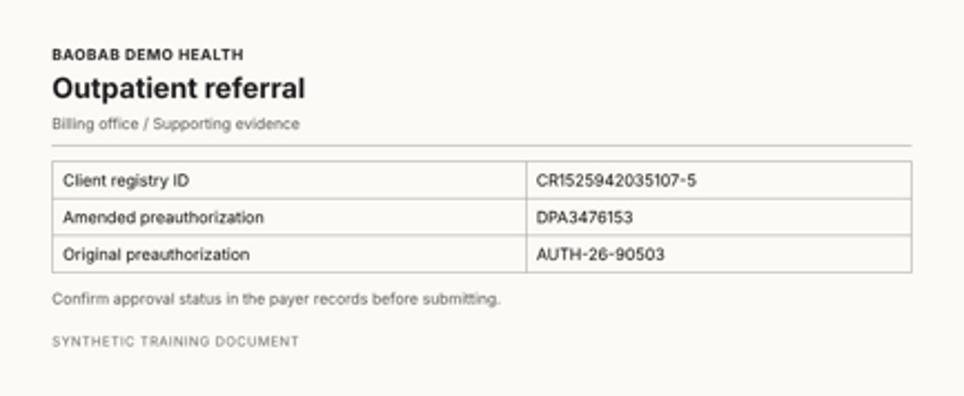 BAOBAB DEMO HEALTH
Outpatient referral
Billing office / Supporting evidence
Client registry ID CR1525942035107-5
Amended preauthorization DPA3476153
Original preauthorization AUTH-26-90503
Confirm approval status in the payer records before submitting.
SYNTHETIC TRAINING DOCUMENT